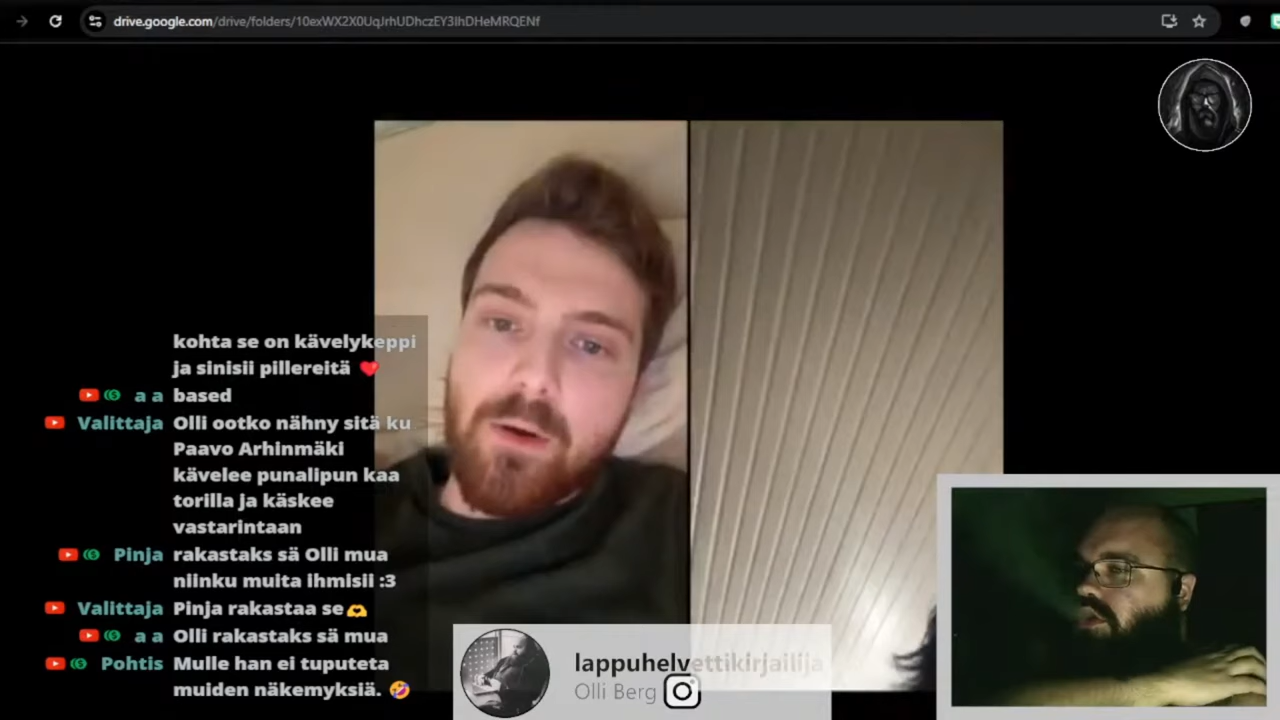 drive.google.com/drive/folders/10exWX2X0UqJrhUDhczEY3IhDHeMRQENf
kohta se on kävelykeppi
ja sinisii pillereitä ❤️
a a based
Valittaja Olli ootko nähny sitä ku
Paavo Arhinmäki
kävelee punalipun kaa
torilla ja käskee
vastarintaan
Pinja rakastaks sä Olli mua
niinku muita ihmisii :3
Valittaja Pinja rakastaa se🫶
a a Olli rakastaks sä mua
Pohtis Mulle han ei tuputeta
muiden näkemyksiä. 🤣
lappuhelvettikirjailija
Olli Berg